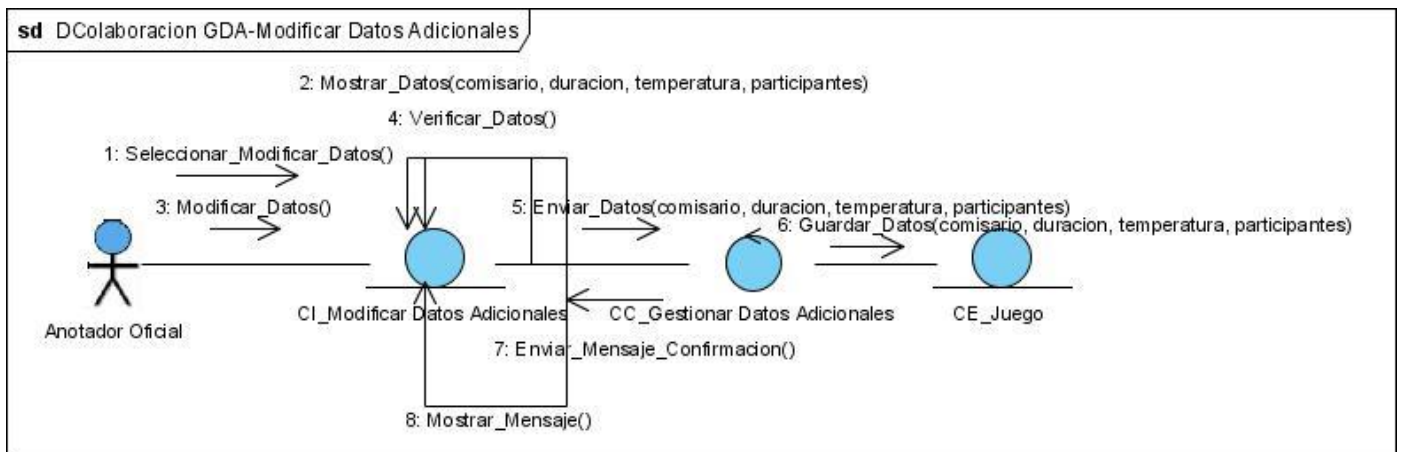 sd DColaboracion GDA-Modificar Datos Adicionales
2: Mostrar_Datos(comisario, duracion, temperatura, participantes)
4: Verificar_Datos()
1: Seleccionar_Modificar_Datos()
3: Modificar_Datos()
5: Enviar_Datos(comisario, duracion, temperatura, participantes)
6: Guardar_Datos(comisario, duracion, temperatura, participantes)
CI_Modificar Datos Adicionales
CC_Gestionar Datos Adicionales
CE_Juego
Anotador Oficial
7: Enviar_Mensaje_Confirmacion()
8: Mostrar_Mensaje()